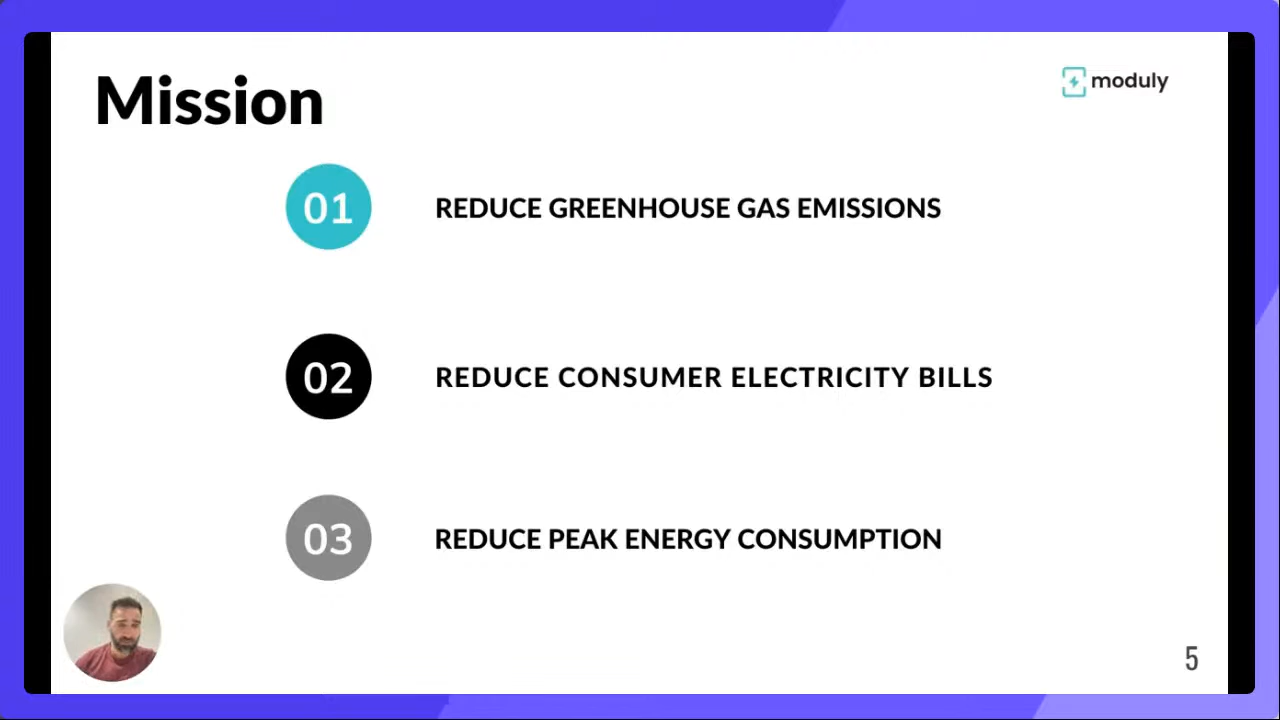 Mission
moduly
01
REDUCE GREENHOUSE GAS EMISSIONS
02
REDUCE CONSUMER ELECTRICITY BILLS
03
REDUCE PEAK ENERGY CONSUMPTION
5